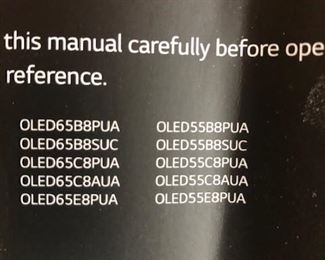 this manual carefully before ope
reference.
OLED65B8PUA OLED55B8PUA
OLED65B8SUC OLED55B8SUC
OLED65C8PUA OLED55C8PUA
OLED65C8AUA OLED55C8AUA
OLED65E8PUA OLED55E8PUA